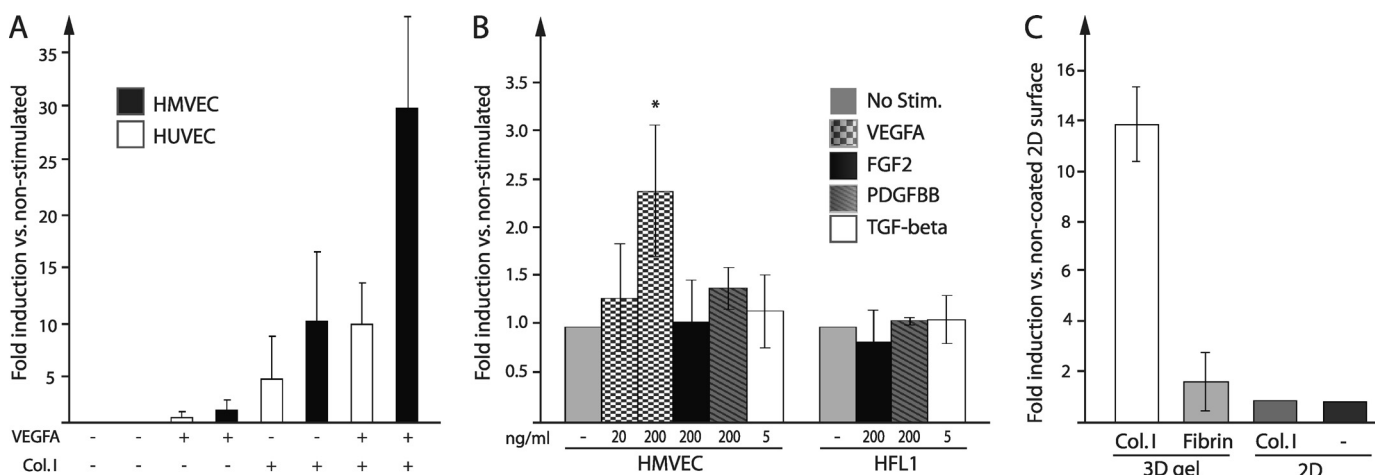 A
Fold induction vs. non-stimulated
35
30
25
20
15
10
5
HMVEC
HUVEC
VEGFA - - + + - - + +
Col.I - - - - + + + +
B
Fold induction vs. non-stimulated
3.5
3.0
2.5
2.0
1.5
1.0
0.5
*
No Stim.
VEGFA
FGF2
PDGFBB
TGF-beta
ng/ml - 20 200 200 200 5 - 200 200 5
HMVEC HFL1
C
Fold induction vs. non-coated 2D surface
16
14
12
10
8
6
4
2
Col.I Fibrin Col.I -
3D gel 2D